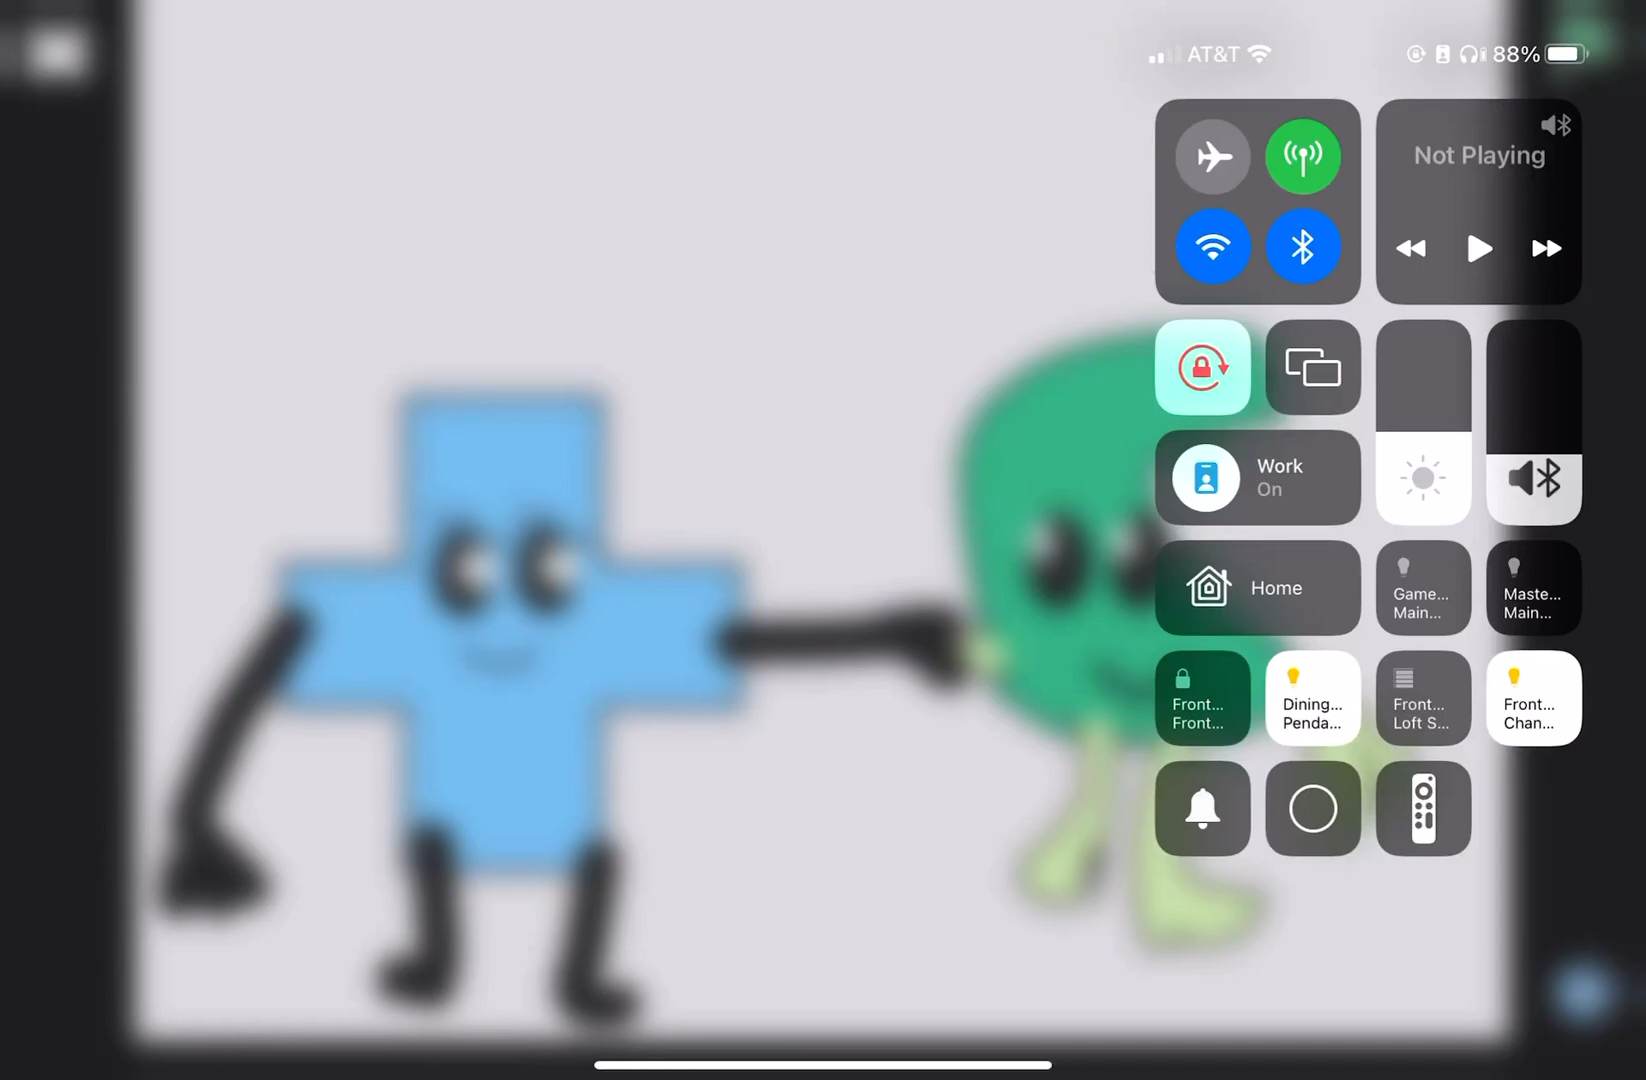 AT&T
88%
Not Playing
Work
On
Home
Game...
Main...
Maste...
Main...
Front...
Front...
Dining...
Penda...
Front...
Loft S...
Front...
Chan...